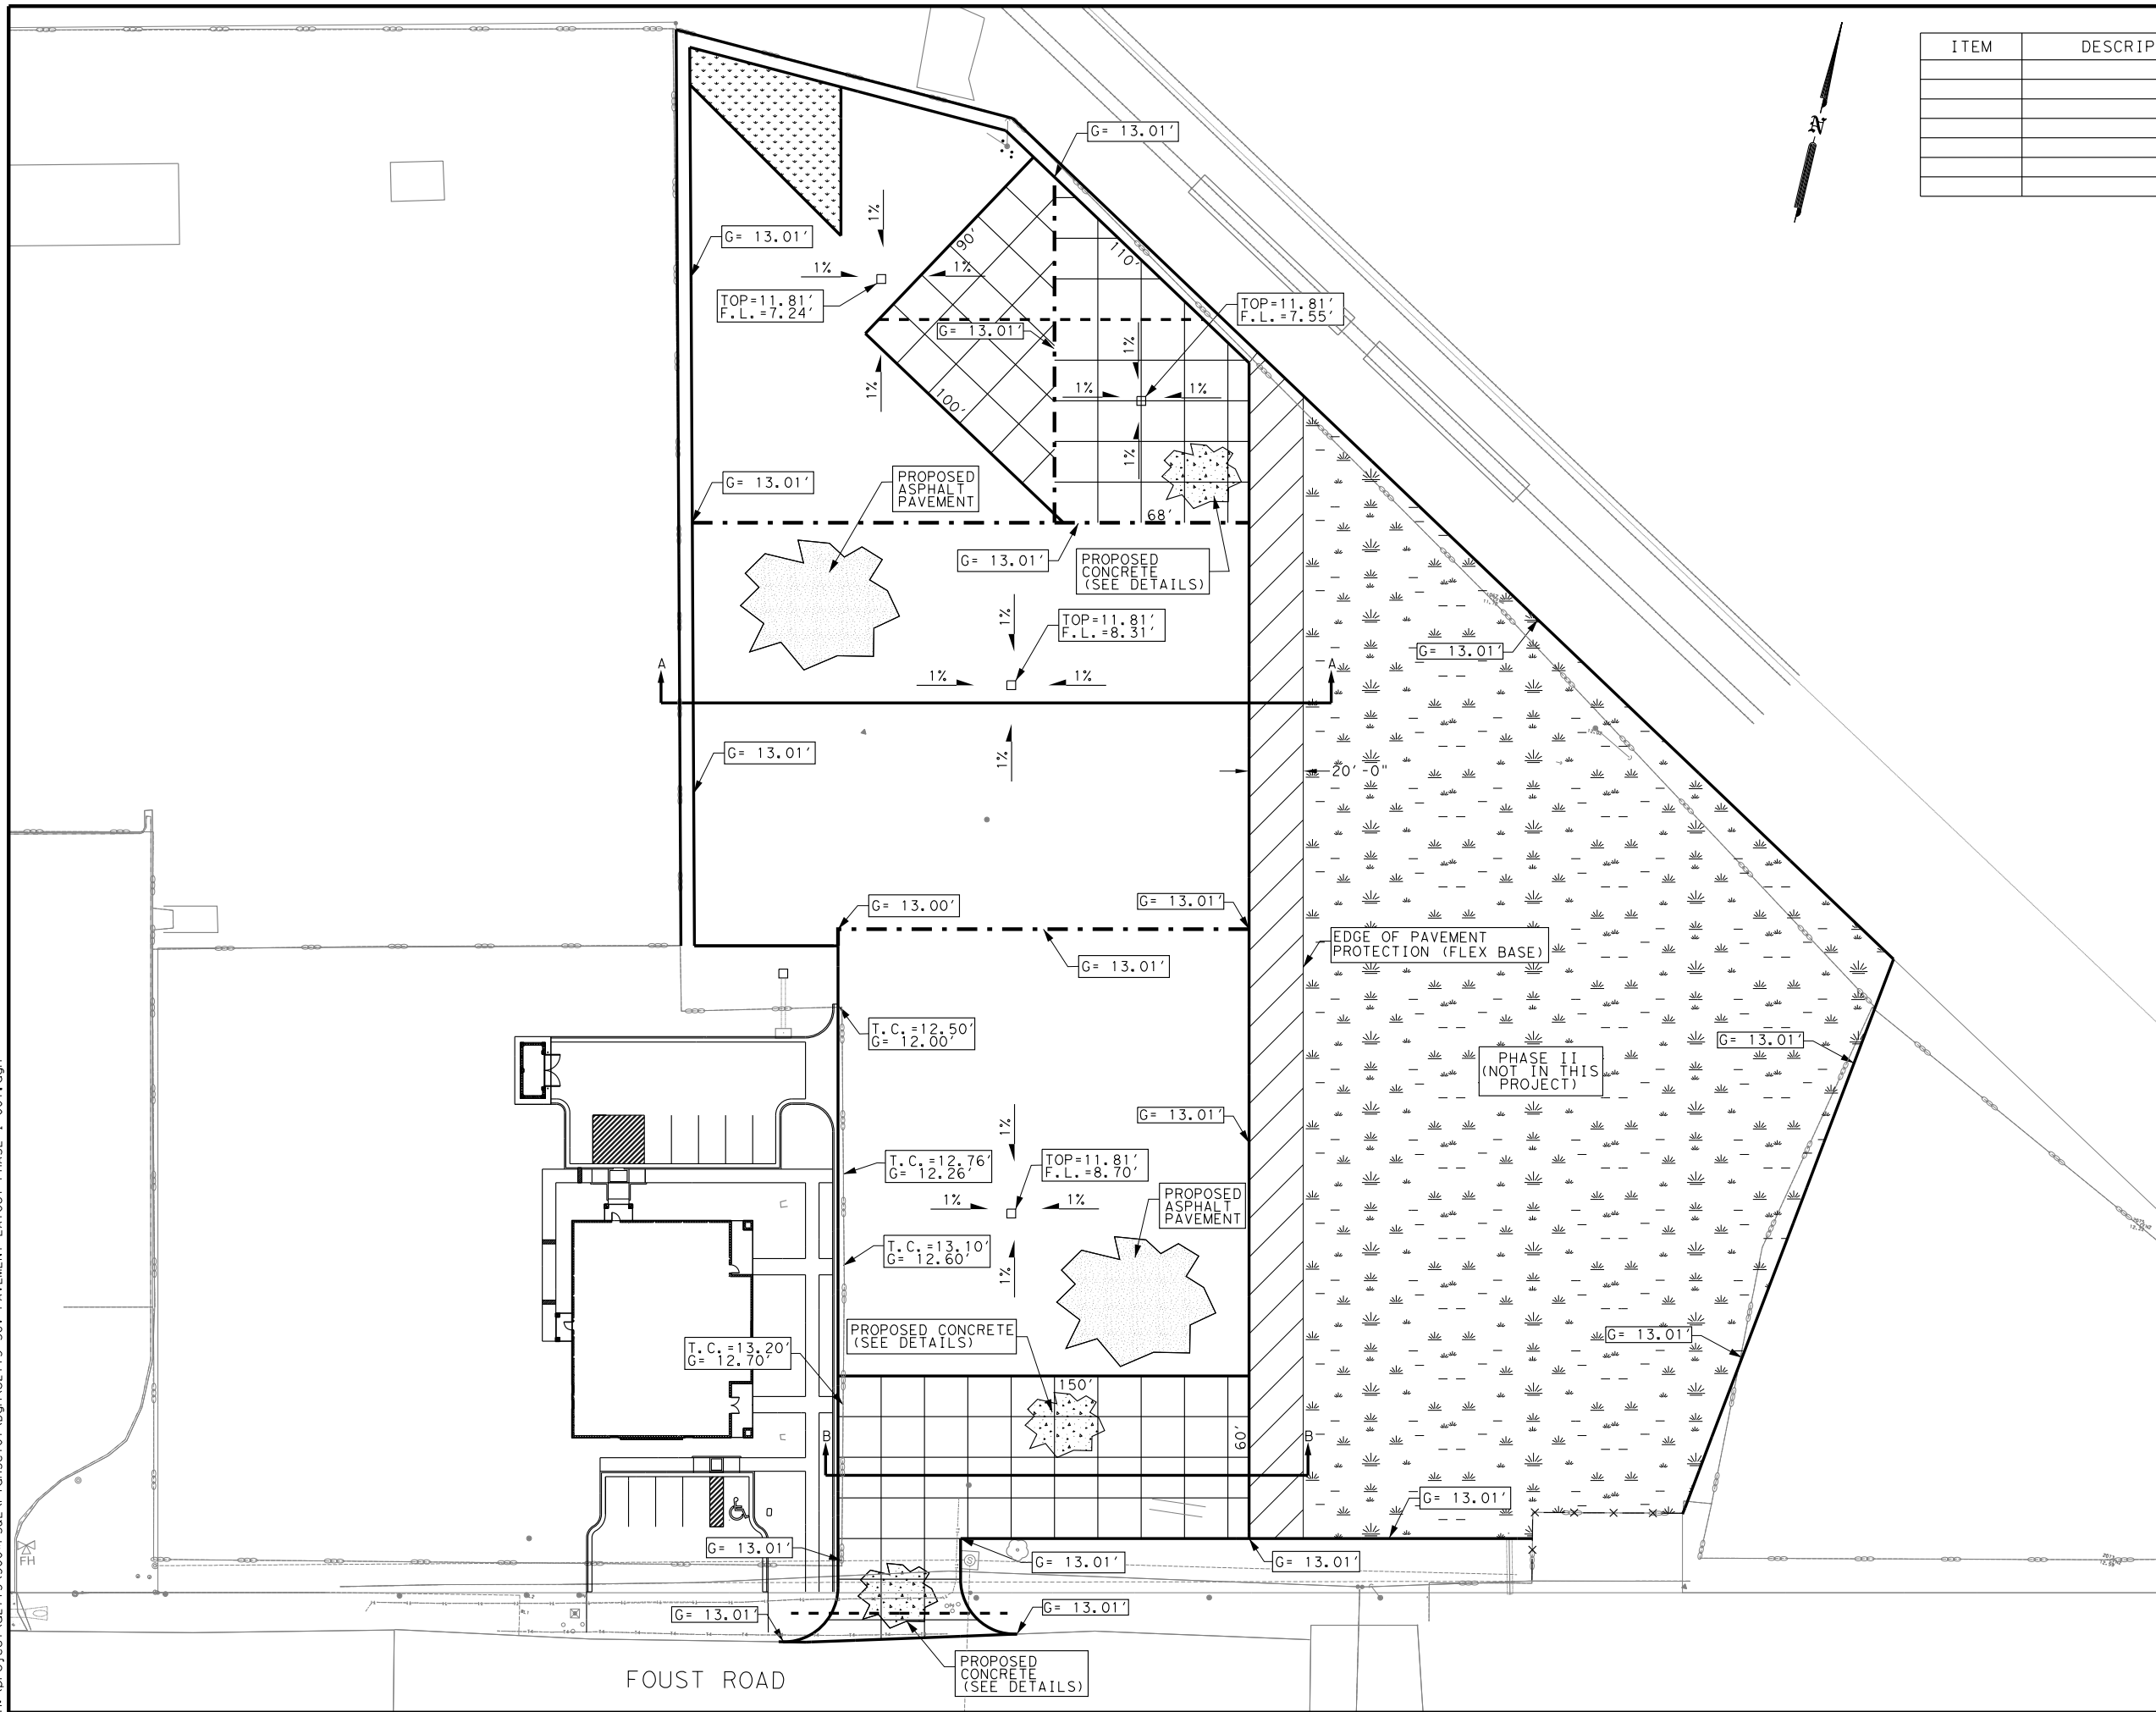 ITEM
DESCRIP
N
G= 13.01'
G= 13.01'
1%
90'
110'
1%
1%
TOP=11.81'
F.L.=7.24'
TOP=11.81'
F.L.=7.55'
G= 13.01'
1%
1%
1%
1%
100'
1%
G= 13.01'
PROPOSED
ASPHALT
PAVEMENT
68'
G= 13.01'
PROPOSED
CONCRETE
(SEE DETAILS)
1%
TOP=11.81'
F.L.=8.31'
G= 13.01'
A
A
1%
1%
1%
G= 13.01'
20'-0"
G= 13.00'
G= 13.01'
G= 13.01'
EDGE OF PAVEMENT
PROTECTION (FLEX BASE)
T.C.=12.50'
G= 12.00'
G= 13.01'
PHASE II
(NOT IN THIS
PROJECT)
G= 13.01'
1%
T.C.=12.76'
G= 12.26'
TOP=11.81'
F.L.=8.70'
1%
1%
PROPOSED
ASPHALT
PAVEMENT
T.C.=13.10'
G= 12.60'
1%
PROPOSED CONCRETE
(SEE DETAILS)
G= 13.01'
T.C.=13.20'
G= 12.70'
150'
60'
B
B
G= 13.01'
G= 13.01'
G= 13.01'
G= 13.01'
FH
S
G= 13.01'
G= 13.01'
PROPOSED
CONCRETE
(SEE DETAILS)
FOUST ROAD